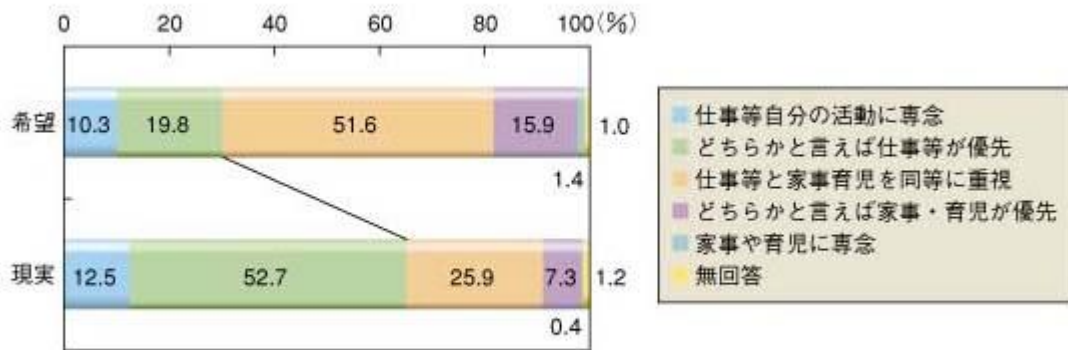 0 20 40 60 80 100(%)
希望 10.3 19.8 51.6 15.9 1.0
1.4
現実 12.5 52.7 25.9 7.3 1.2
0.4
仕事等自分の活動に専念
どちらかと言えば仕事等が優先
仕事等と家事育児を同等に重視
どちらかと言えば家事・育児が優先
家事や育児に専念
無回答